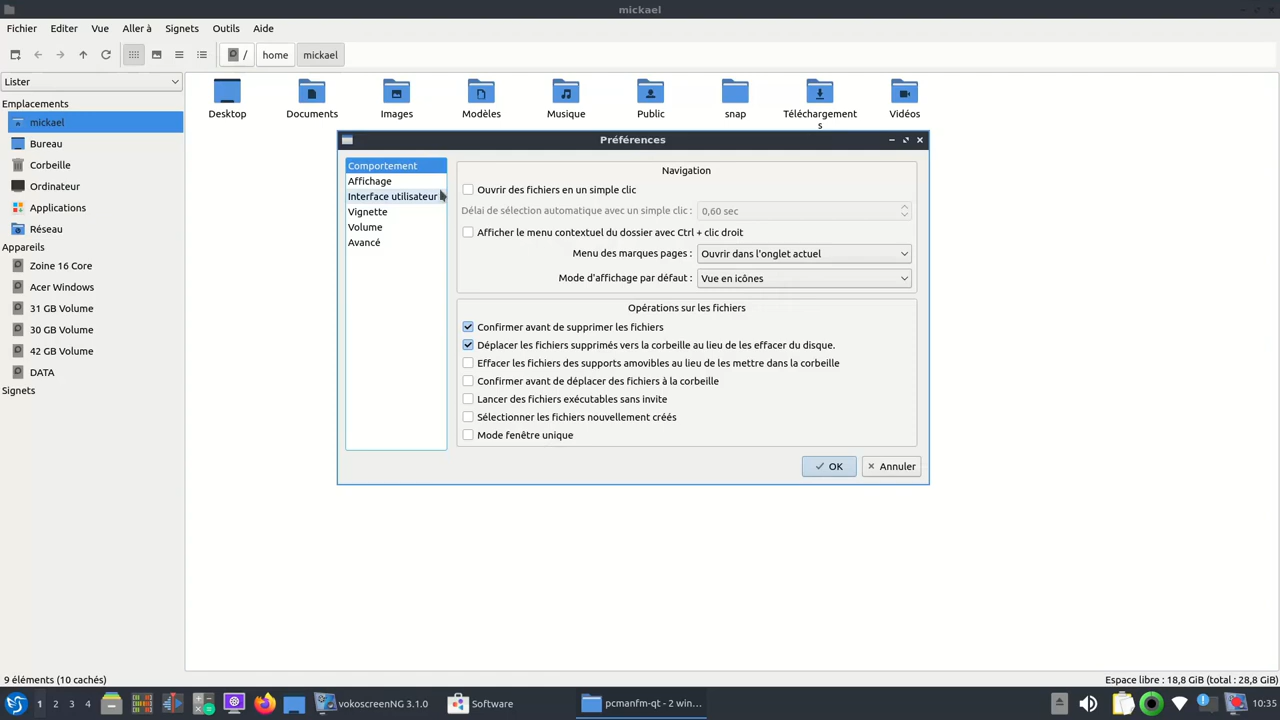 mickael
Fichier Editer Vue Aller à Signets Outils Aide
/ home mickael
Lister
Emplacements
mickael
Bureau
Corbeille
Ordinateur
Applications
Réseau
Appareils
Zoine 16 Core
Acer Windows
31 GB Volume
30 GB Volume
42 GB Volume
DATA
Signets
Desktop Documents Images Modèles Musique Public snap Téléchargement Vidéos
s
Préférences
Comportement
Affichage
Interface utilisateur
Vignette
Volume
Avancé
Navigation
Ouvrir des fichiers en un simple clic
Délai de sélection automatique avec un simple clic : 0,60 sec
Afficher le menu contextuel du dossier avec Ctrl + clic droit
Menu des marques pages : Ouvrir dans l'onglet actuel
Mode d'affichage par défaut : Vue en icônes
Opérations sur les fichiers
Confirmer avant de supprimer les fichiers
Déplacer les fichiers supprimés vers la corbeille au lieu de les effacer du disque.
Effacer les fichiers des supports amovibles au lieu de les mettre dans la corbeille
Confirmer avant de déplacer des fichiers à la corbeille
Lancer des fichiers exécutables sans invite
Sélectionner les fichiers nouvellement créés
Mode fenêtre unique
OK Annuler
9 éléments (10 cachés) Espace libre : 18,8 GiB (total : 28,8 GiB)
1 2 3 4 vokoscreenNG 3.1.0 Software pcmanfm-qt - 2 win... 10:35